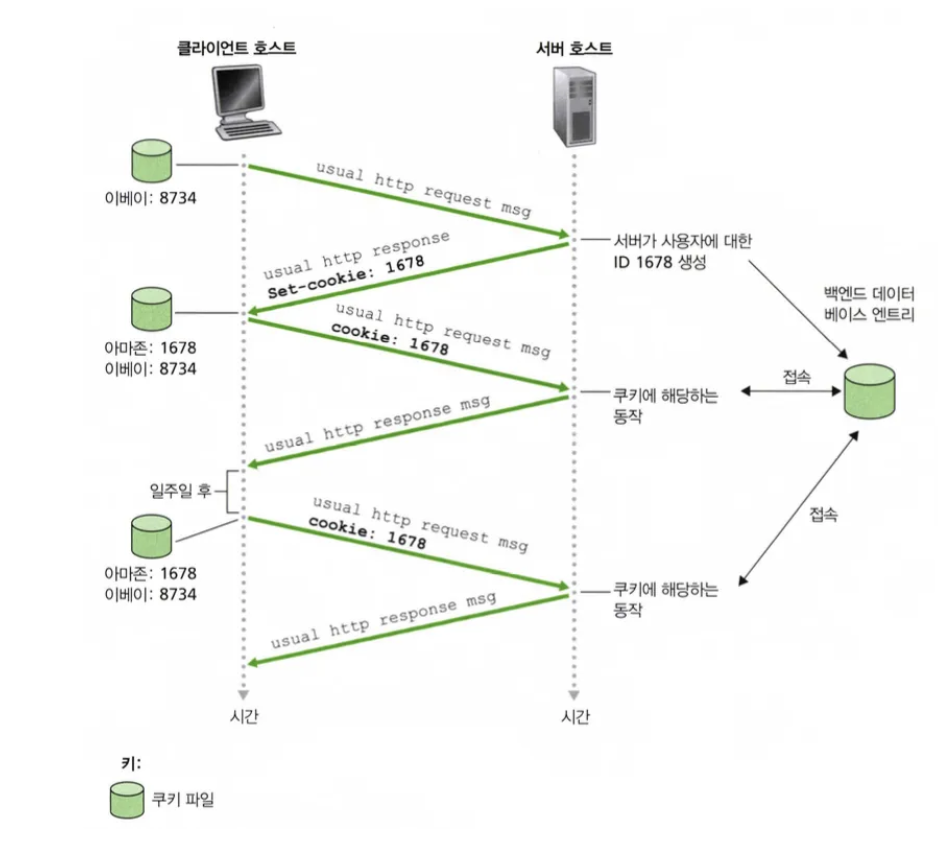 클라이언트 호스트
서버 호스트
이베이: 8734
usual http request msg
서버가 사용자에 대한
ID 1678 생성
usual http response
Set-cookie: 1678
백엔드 데이터
베이스 엔트리
아마존: 1678
이베이: 8734
usual http request msg
cookie: 1678
쿠키에 해당하는
동작
접속
usual http response msg
일주일 후
아마존: 1678
이베이: 8734
usual http request msg
cookie: 1678
접속
쿠키에 해당하는
동작
usual http response msg
시간
시간
키:
쿠키 파일